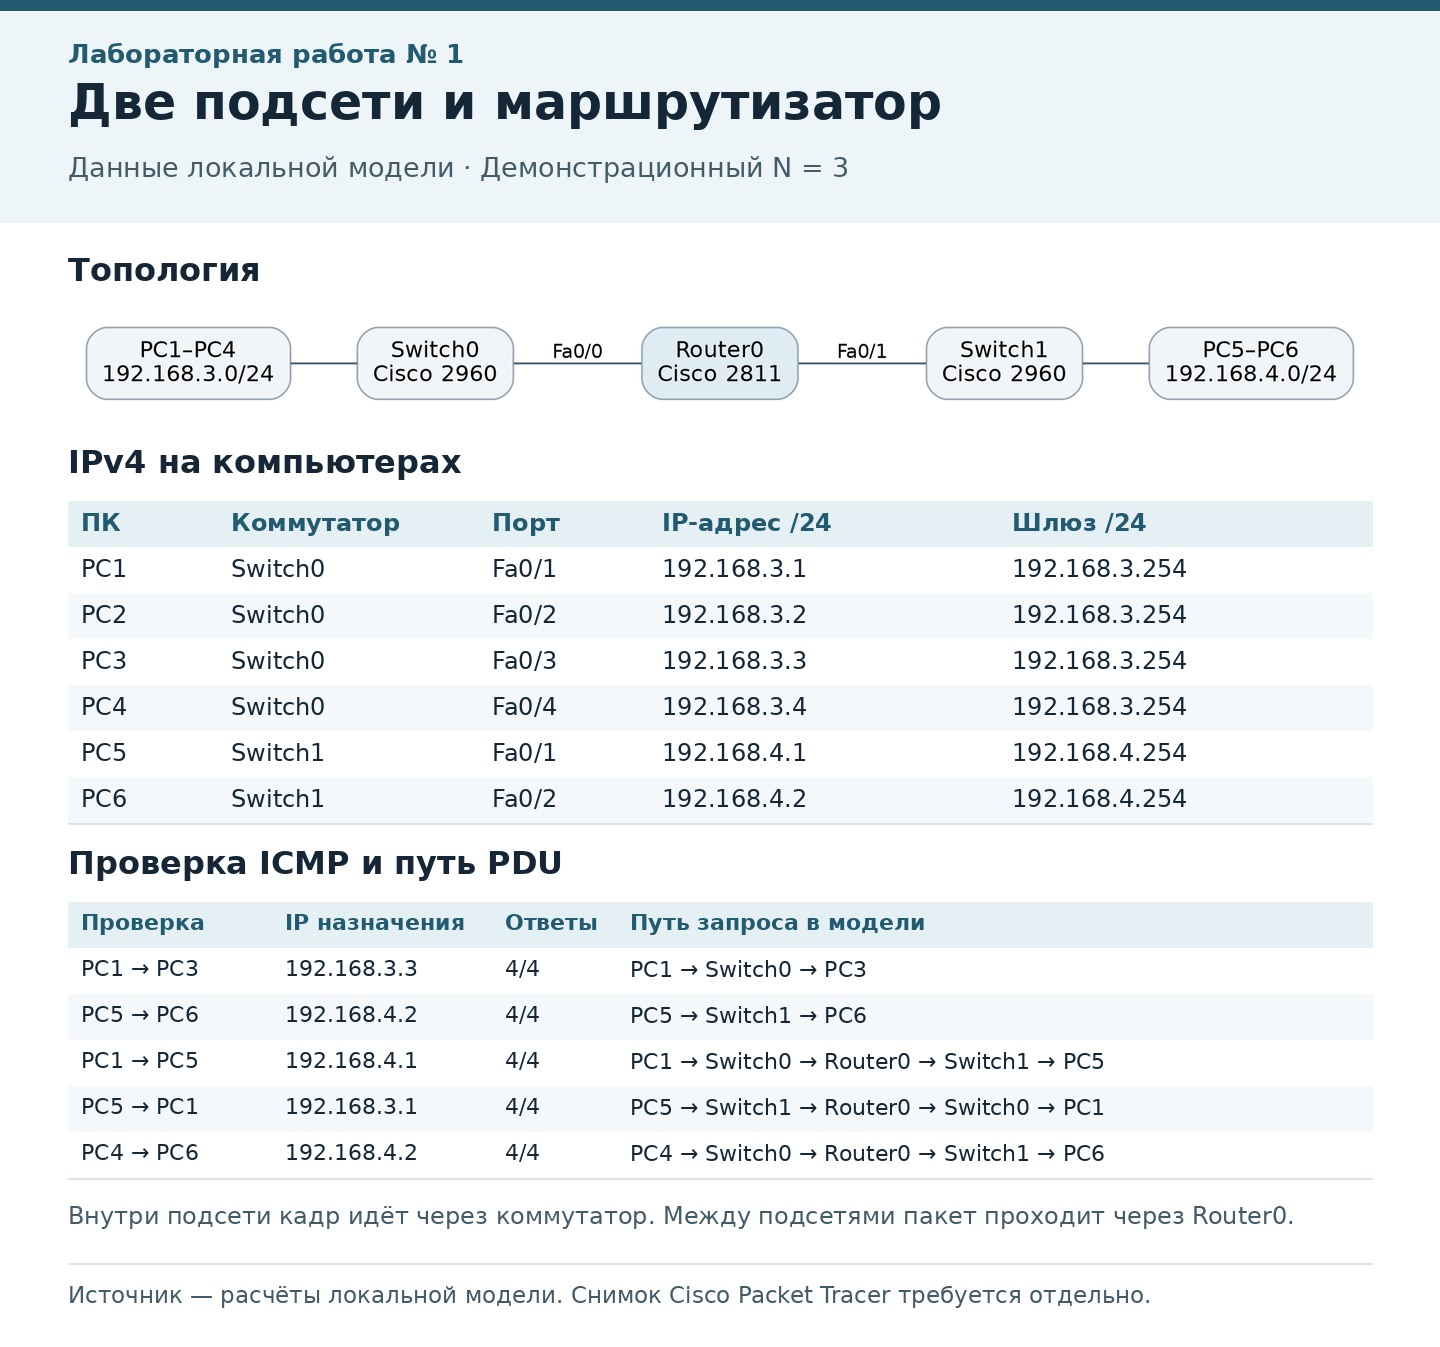 Лабораторная работа № 1
Две подсети и маршрутизатор
Данные локальной модели · Демонстрационный N = 3
Топология
PC1–PC4
192.168.3.0/24
Switch0
Cisco 2960
Fa0/0
Router0
Cisco 2811
Fa0/1
Switch1
Cisco 2960
PC5–PC6
192.168.4.0/24
IPv4 на компьютерах
ПК Коммутатор Порт IP-адрес /24 Шлюз /24
PC1 Switch0 Fa0/1 192.168.3.1 192.168.3.254
PC2 Switch0 Fa0/2 192.168.3.2 192.168.3.254
PC3 Switch0 Fa0/3 192.168.3.3 192.168.3.254
PC4 Switch0 Fa0/4 192.168.3.4 192.168.3.254
PC5 Switch1 Fa0/1 192.168.4.1 192.168.4.254
PC6 Switch1 Fa0/2 192.168.4.2 192.168.4.254
Проверка ICMP и путь PDU
Проверка IP назначения Ответы Путь запроса в модели
PC1 → PC3 192.168.3.3 4/4 PC1 → Switch0 → PC3
PC5 → PC6 192.168.4.2 4/4 PC5 → Switch1 → PC6
PC1 → PC5 192.168.4.1 4/4 PC1 → Switch0 → Router0 → Switch1 → PC5
PC5 → PC1 192.168.3.1 4/4 PC5 → Switch1 → Router0 → Switch0 → PC1
PC4 → PC6 192.168.4.2 4/4 PC4 → Switch0 → Router0 → Switch1 → PC6
Внутри подсети кадр идёт через коммутатор. Между подсетями пакет проходит через Router0.
Источник — расчёты локальной модели. Снимок Cisco Packet Tracer требуется отдельно.